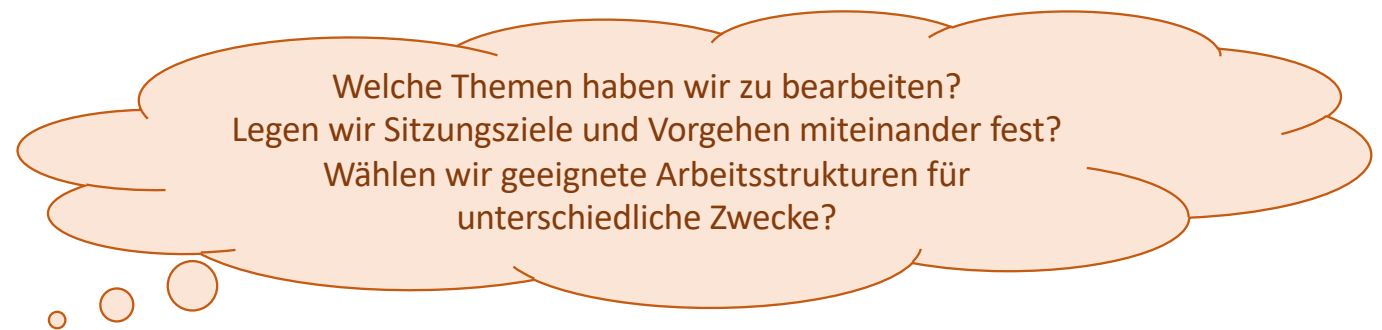 Welche Themen haben wir zu bearbeiten?
Legen wir Sitzungsziele und Vorgehen miteinander fest?
Wählen wir geeignete Arbeitsstrukturen für
unterschiedliche Zwecke?